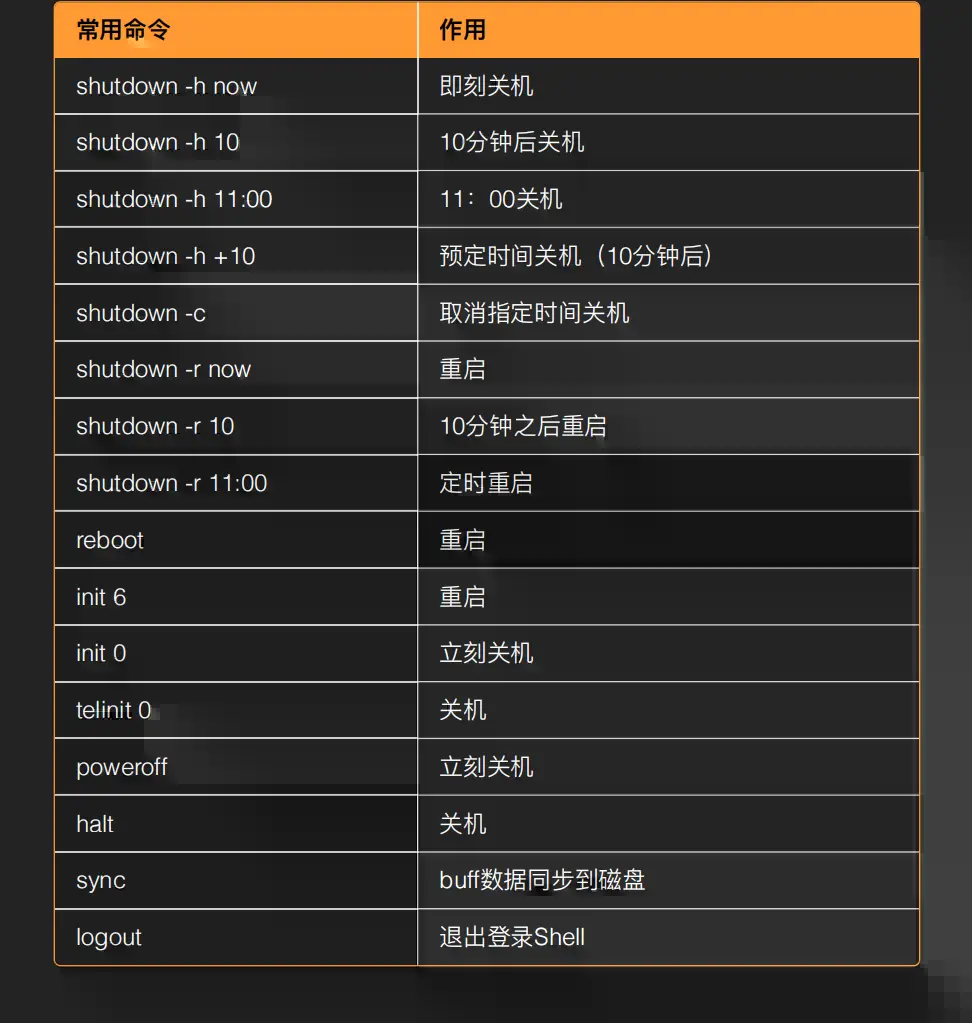 常用命令 作用
shutdown -h now 即刻关机
shutdown -h 10 10分钟后关机
shutdown -h 11:00 11：00关机
shutdown -h +10 预定时间关机（10分钟后）
shutdown -c 取消指定时间关机
shutdown -r now 重启
shutdown -r 10 10分钟之后重启
shutdown -r 11:00 定时重启
reboot 重启
init 6 重启
init 0 立刻关机
telinit 0 关机
poweroff 立刻关机
halt 关机
sync buff数据同步到磁盘
logout 退出登录Shell